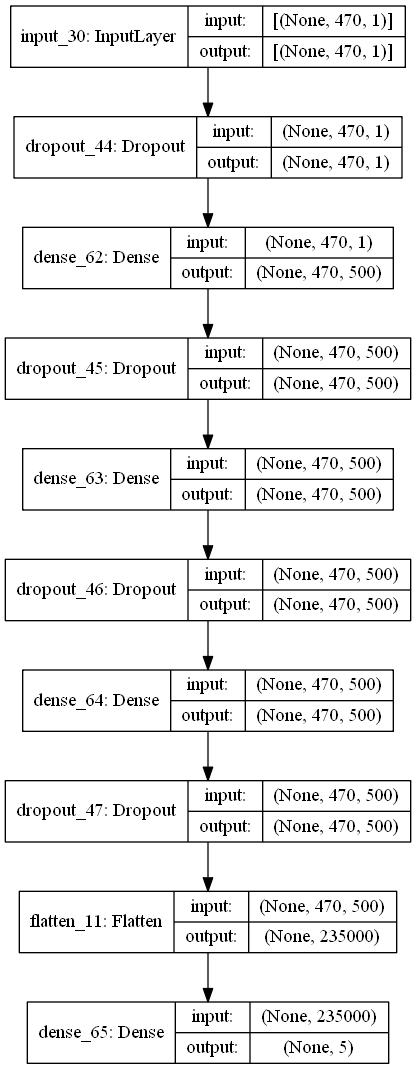 input_30: InputLayer
input: [(None, 470, 1)]
output: [(None, 470, 1)]
dropout_44: Dropout
input: (None, 470, 1)
output: (None, 470, 1)
dense_62: Dense
input: (None, 470, 1)
output: (None, 470, 500)
dropout_45: Dropout
input: (None, 470, 500)
output: (None, 470, 500)
dense_63: Dense
input: (None, 470, 500)
output: (None, 470, 500)
dropout_46: Dropout
input: (None, 470, 500)
output: (None, 470, 500)
dense_64: Dense
input: (None, 470, 500)
output: (None, 470, 500)
dropout_47: Dropout
input: (None, 470, 500)
output: (None, 470, 500)
flatten_11: Flatten
input: (None, 470, 500)
output: (None, 235000)
dense_65: Dense
input: (None, 235000)
output: (None, 5)